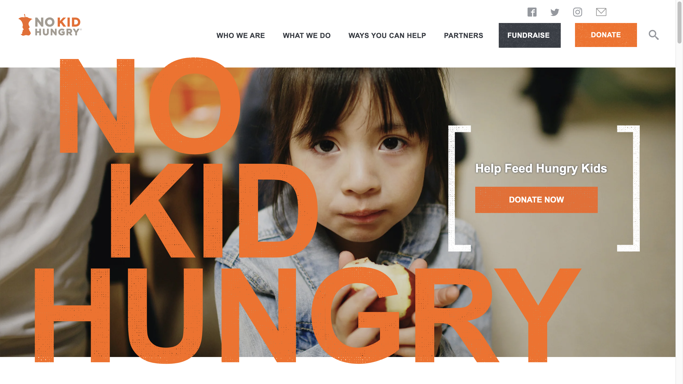 NO KID
HUNGRY
WHO WE ARE
WHAT WE DO
WAYS YOU CAN HELP
PARTNERS
FUNDRAISE
DONATE
NO
KID
HUNGRY
Help Feed Hungry Kids
DONATE NOW